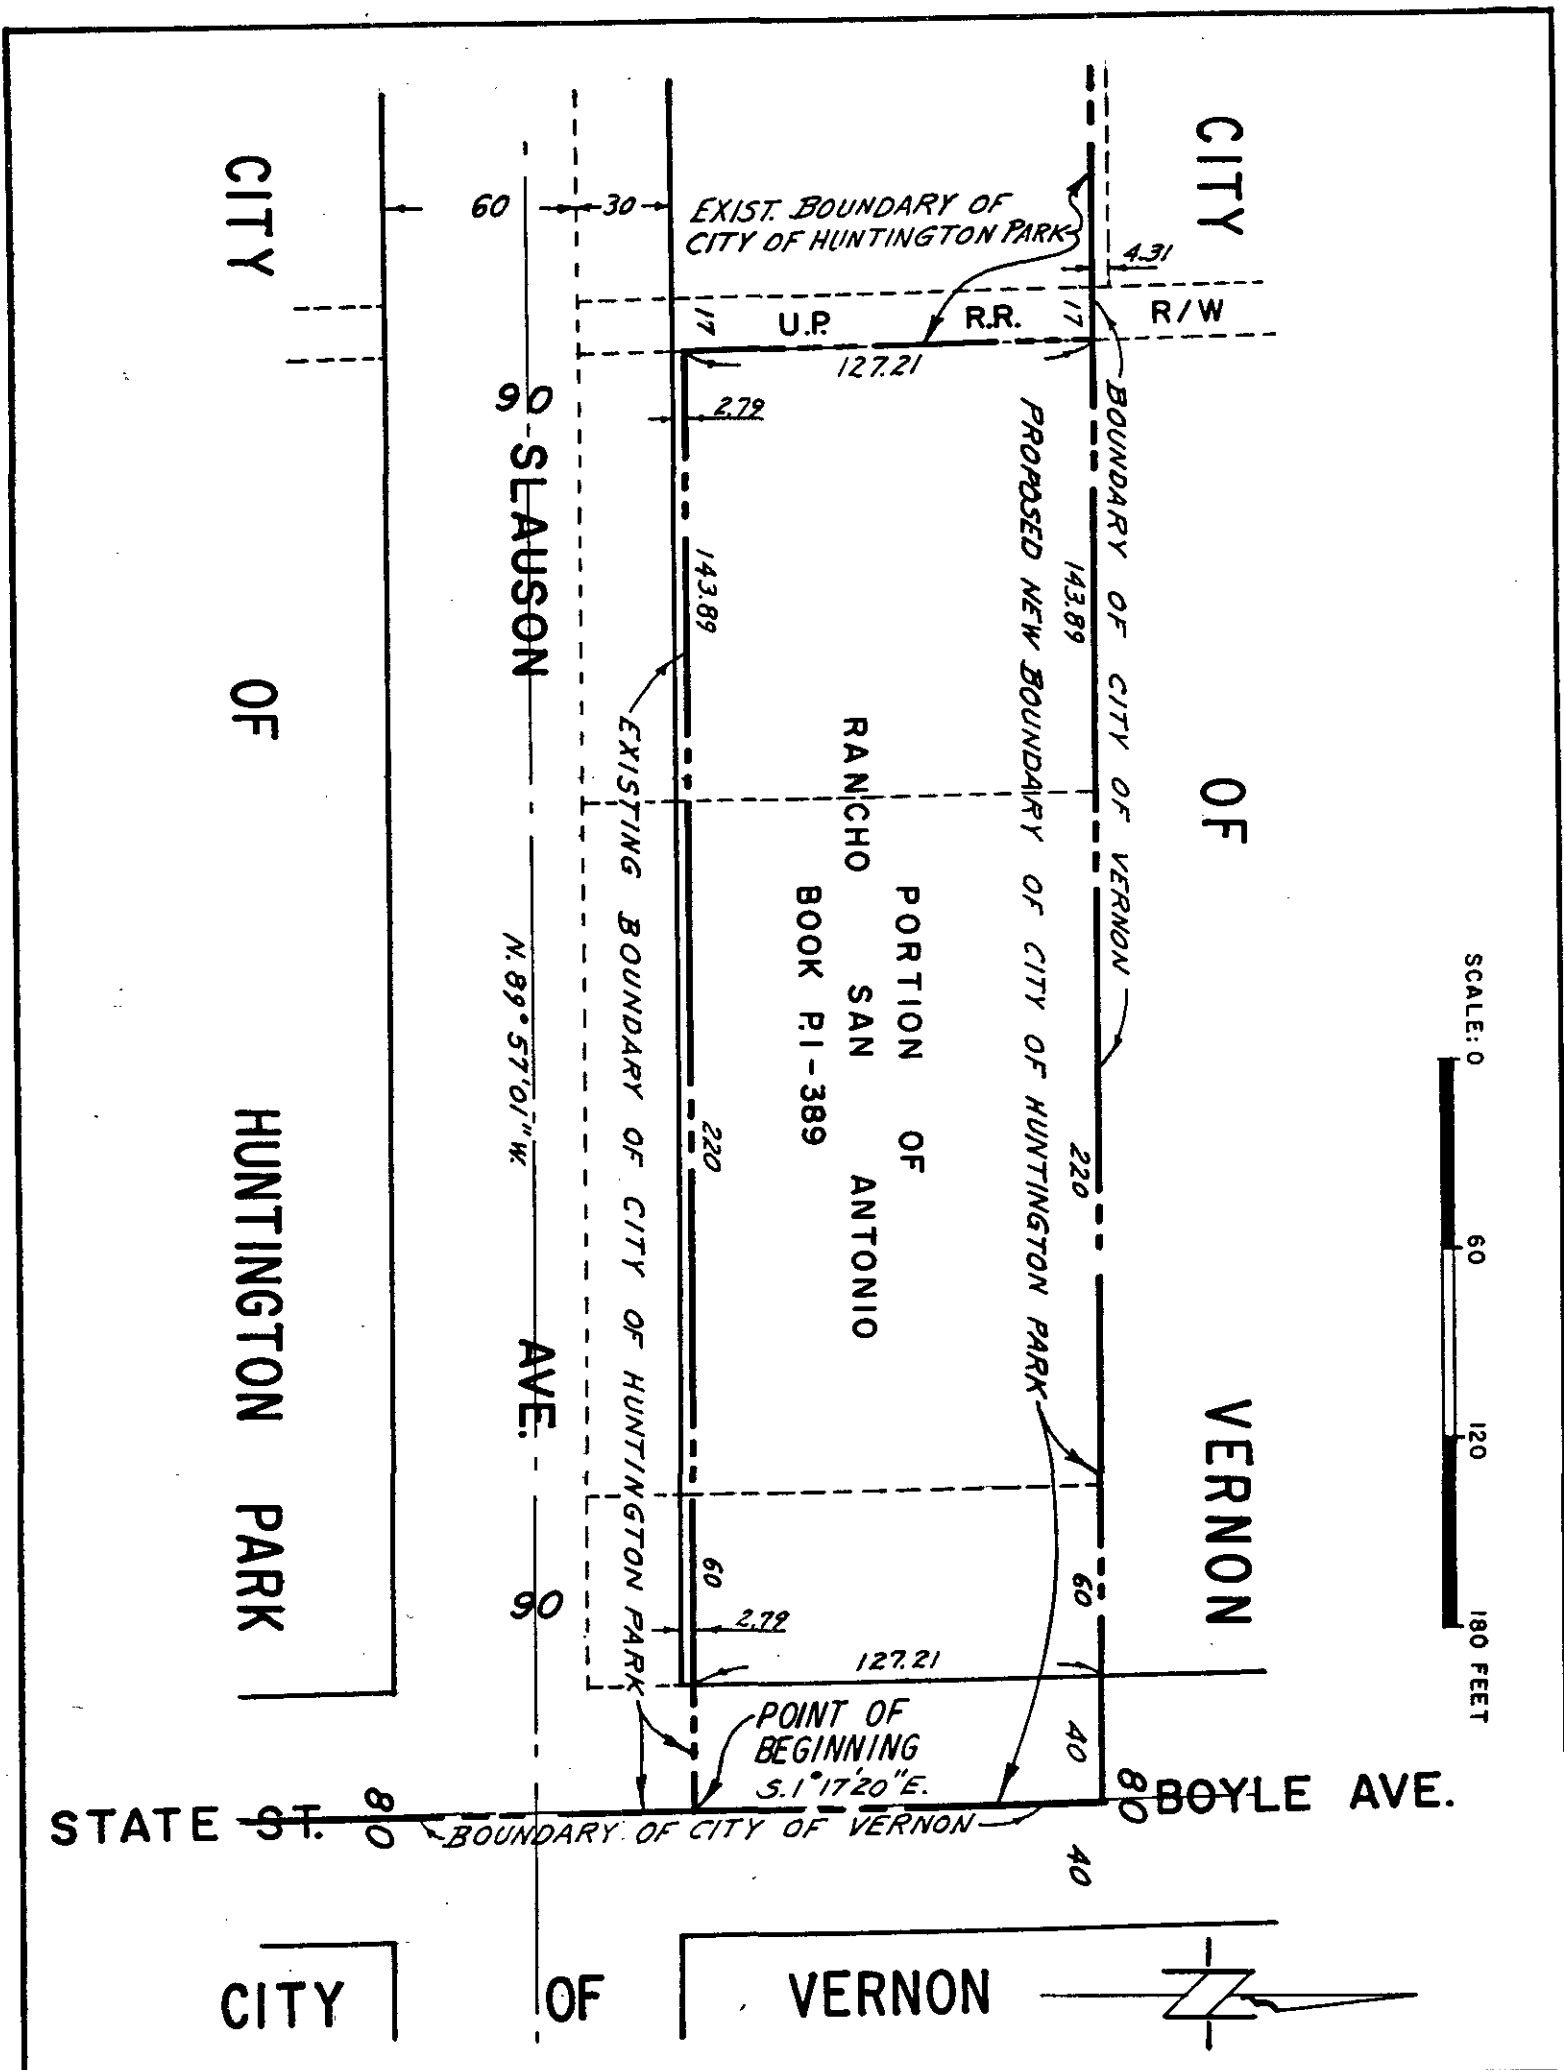 CITY OF HUNTINGTON PARK
CITY OF VERNON
60
30
EXIST. BOUNDARY OF
CITY OF HUNTINGTON PARK
4.31
17
U.P. R.R.
17
R/W
127.21
90
2.79
SLAUSON AVE.
N. 89° 57' 01" W.
90
143.89
143.89
BOUNDARY OF CITY OF VERNON
PROPOSED NEW BOUNDARY OF CITY OF HUNTINGTON PARK
EXISTING BOUNDARY OF CITY OF HUNTINGTON PARK
PORTION OF
RANCHO SAN ANTONIO
BOOK P.1-389
220
220
60
60
2.79
127.21
SCALE: 0 60 120 180 FEET
POINT OF
BEGINNING
S. 1° 17' 20" E.
40
80
40
STATE ST.
80
BOYLE AVE.
BOUNDARY OF CITY OF VERNON
CITY OF VERNON
N